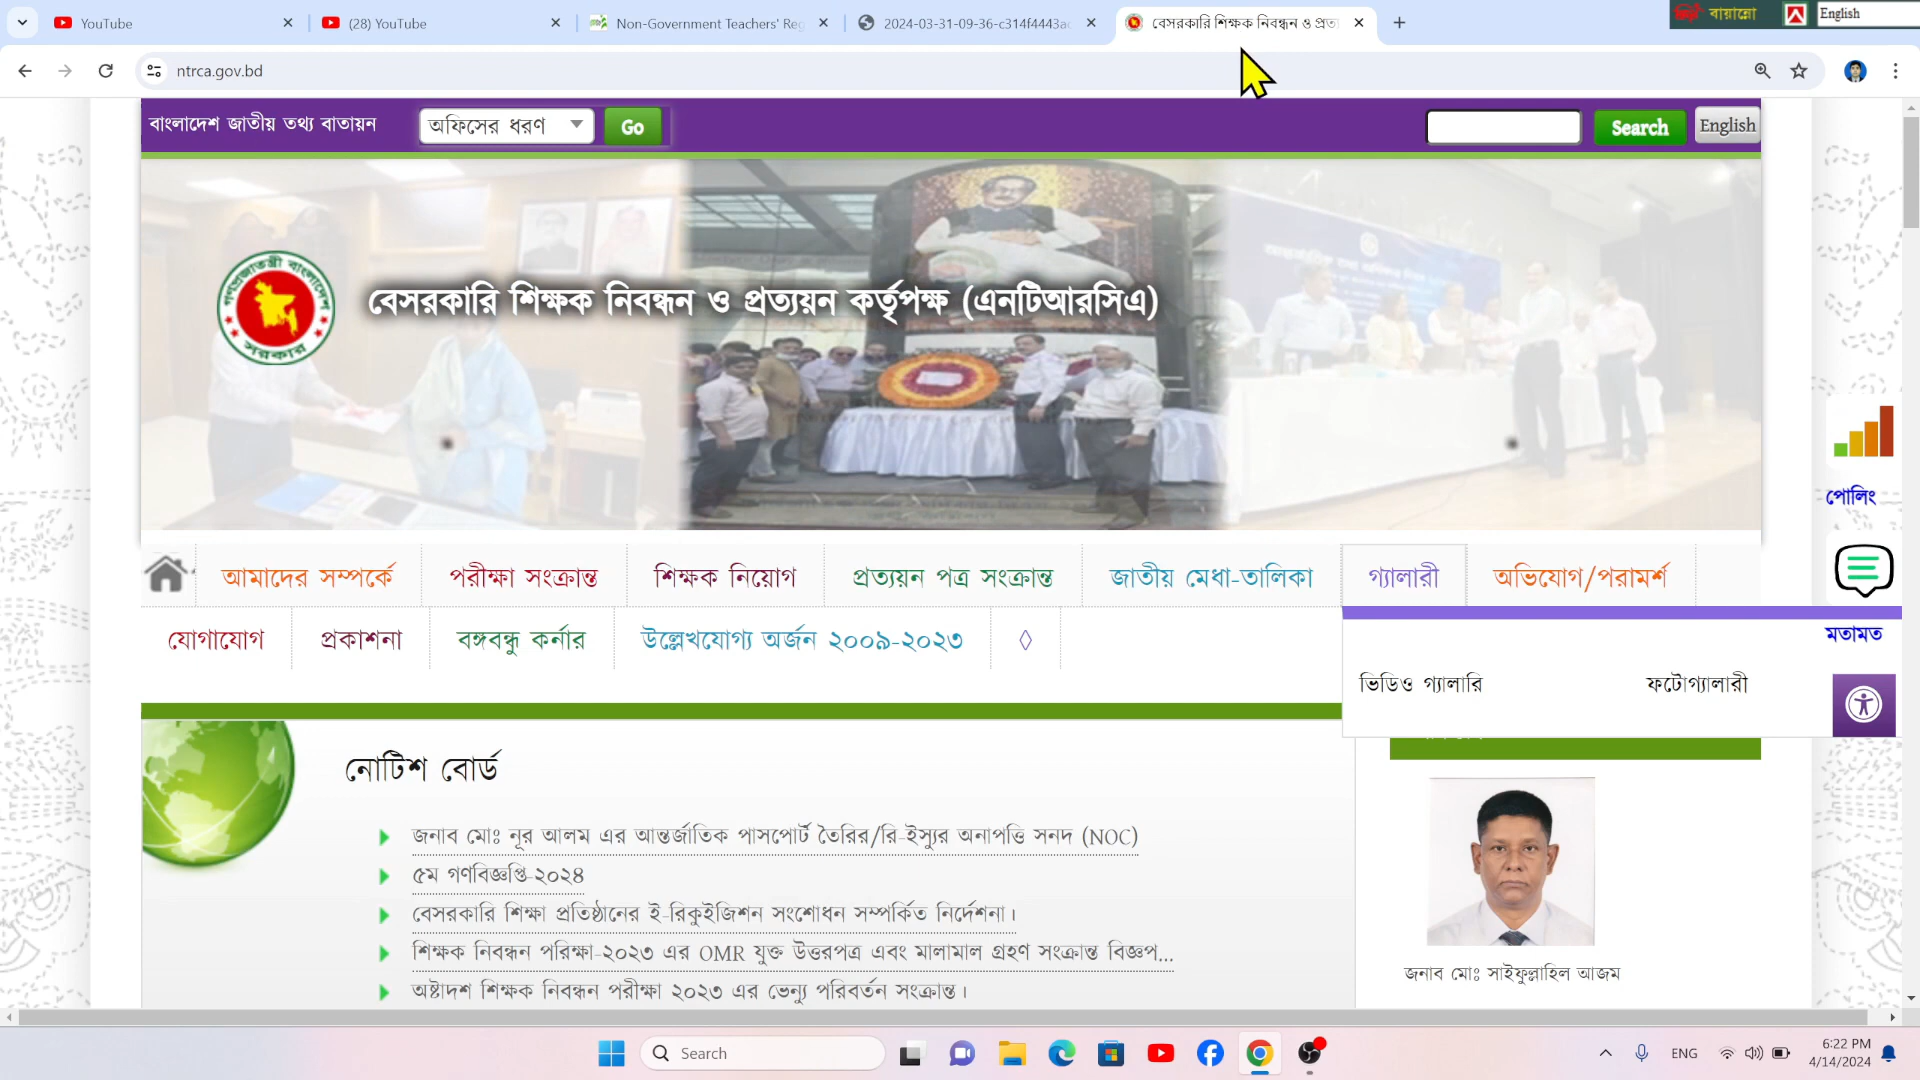 YouTube
(28) YouTube
Non-Government Teachers' Reg
2024-03-31-09-36-c314f4443a
বেসরকারি শিক্ষক নিবন্ধন ও প্রত্য
বায়ান্নো
English
ntrca.gov.bd
বাংলাদেশ জাতীয় তথ্য বাতায়ন
অফিসের ধরণ
Go
Search
English
বেসরকারি শিক্ষক নিবন্ধন ও প্রত্যয়ন কর্তৃপক্ষ (এনটিআরসিএ)
গণপ্রজাতন্ত্রী বাংলাদেশ
সরকার
পোলিং
আমাদের সম্পর্কে
পরীক্ষা সংক্রান্ত
শিক্ষক নিয়োগ
প্রত্যয়ন পত্র সংক্রান্ত
জাতীয় মেধা-তালিকা
গ্যালারী
অভিযোগ/পরামর্শ
যোগাযোগ
প্রকাশনা
বঙ্গবন্ধু কর্নার
উল্লেখযোগ্য অর্জন ২০০৯-২০২৩
মতামত
ভিডিও গ্যালারি
ফটোগ্যালারী
নোটিশ বোর্ড
জনাব মোঃ নূর আলম এর আন্তর্জাতিক পাসপোর্ট তৈরির/রি-ইস্যুর অনাপত্তি সনদ (NOC)
৫ম গণবিজ্ঞপ্তি-২০২৪
বেসরকারি শিক্ষা প্রতিষ্ঠানের ই-রিকুইজিশন সংশোধন সম্পর্কিত নির্দেশনা।
শিক্ষক নিবন্ধন পরিক্ষা-২০২৩ এর OMR যুক্ত উত্তরপত্র এবং মালামাল গ্রহণ সংক্রান্ত বিজ্ঞপ...
অষ্টাদশ শিক্ষক নিবন্ধন পরীক্ষা ২০২৩ এর ভেন্যু পরিবর্তন সংক্রান্ত।
জনাব মোঃ সাইফুল্লাহিল আজম
Search
ENG
6:22 PM
4/14/2024